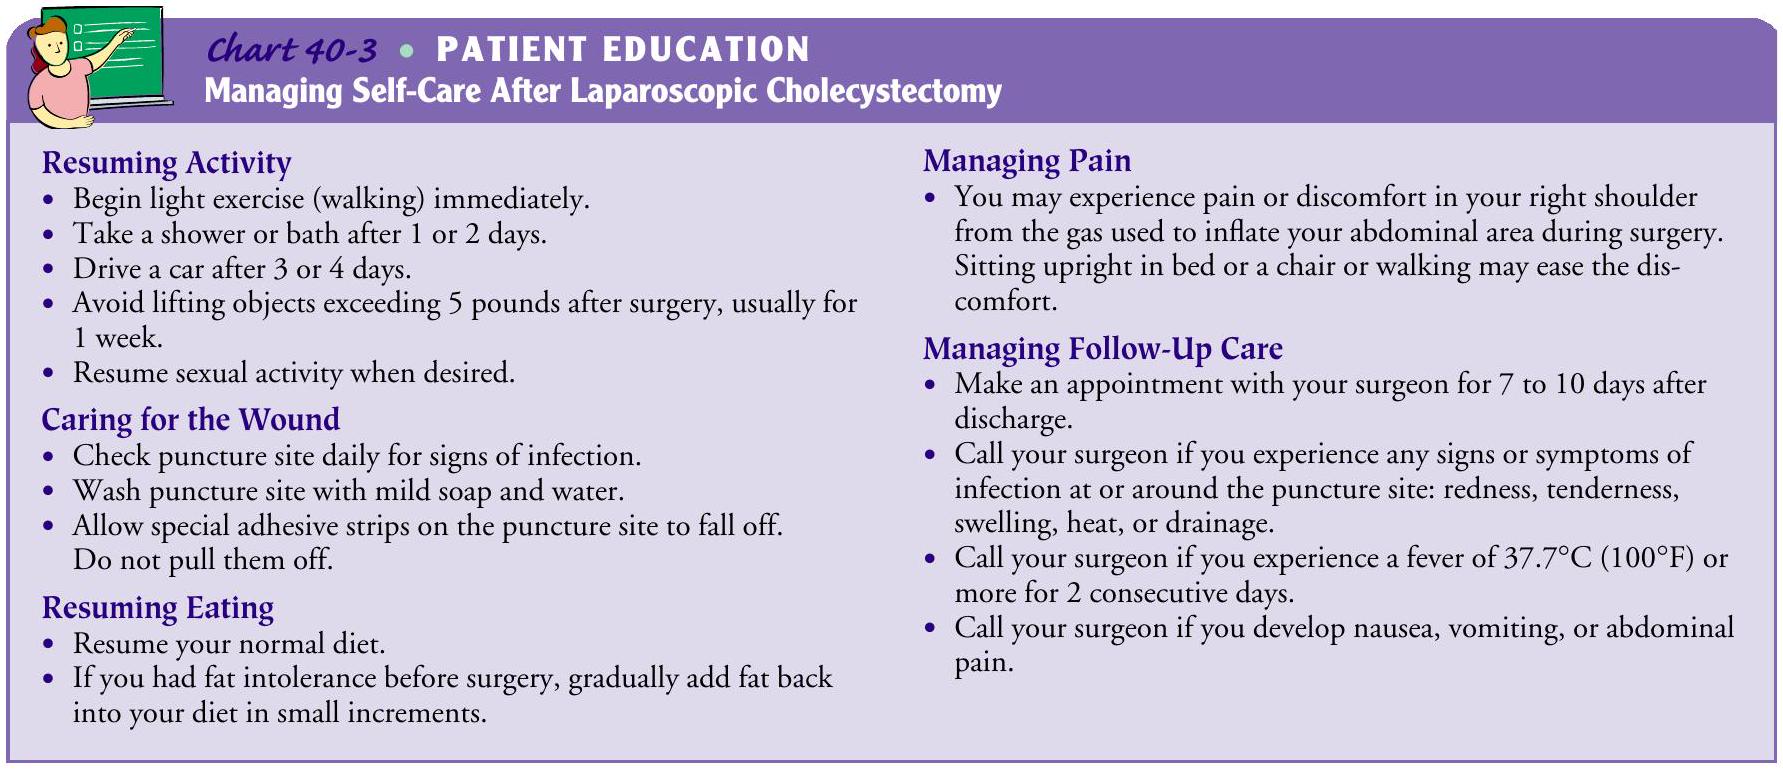 Chart 40-3 • PATIENT EDUCATION
Managing Self-Care After Laparoscopic Cholecystectomy
Resuming Activity
• Begin light exercise (walking) immediately.
• Take a shower or bath after 1 or 2 days.
• Drive a car after 3 or 4 days.
• Avoid lifting objects exceeding 5 pounds after surgery, usually for
1 week.
• Resume sexual activity when desired.
Caring for the Wound
• Check puncture site daily for signs of infection.
• Wash puncture site with mild soap and water.
• Allow special adhesive strips on the puncture site to fall off.
Do not pull them off.
Resuming Eating
• Resume your normal diet.
• If you had fat intolerance before surgery, gradually add fat back
into your diet in small increments.
Managing Pain
• You may experience pain or discomfort in your right shoulder
from the gas used to inflate your abdominal area during surgery.
Sitting upright in bed or a chair or walking may ease the dis-
comfort.
Managing Follow-Up Care
• Make an appointment with your surgeon for 7 to 10 days after
discharge.
• Call your surgeon if you experience any signs or symptoms of
infection at or around the puncture site: redness, tenderness,
swelling, heat, or drainage.
• Call your surgeon if you experience a fever of 37.7°C (100°F) or
more for 2 consecutive days.
• Call your surgeon if you develop nausea, vomiting, or abdominal
pain.